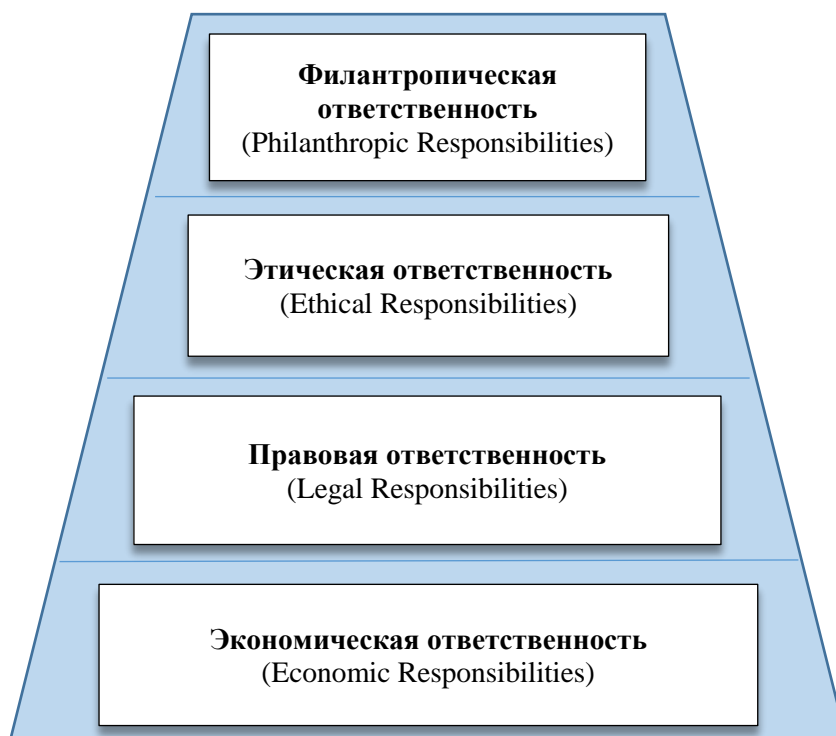 Филантропическая
ответственность
(Philanthropic Responsibilities)
Этическая ответственность
(Ethical Responsibilities)
Правовая ответственность
(Legal Responsibilities)
Экономическая ответственность
(Economic Responsibilities)